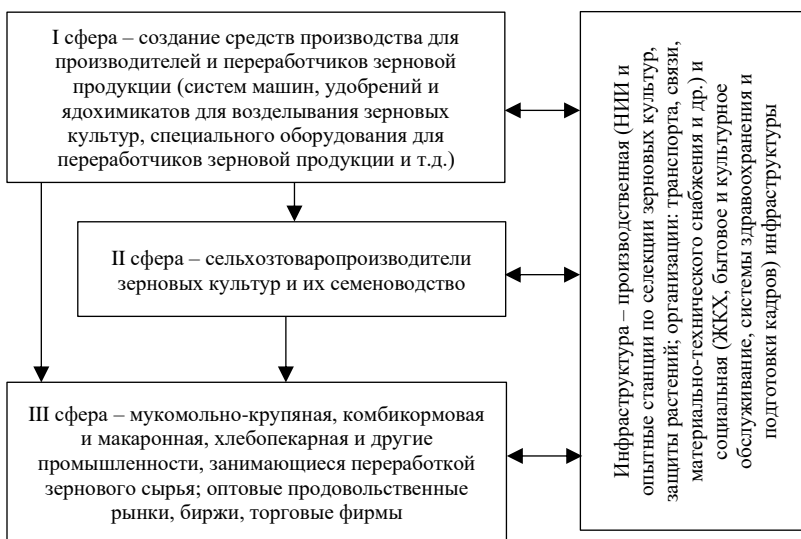 I сфера – создание средств производства для
производителей и переработчиков зерновой
продукции (систем машин, удобрений и
ядохимикатов для возделывания зерновых
культур, специального оборудования для
переработчиков зерновой продукции и т.д.)
II сфера – сельхозтоваропроизводители
зерновых культур и их семеноводство
III сфера – мукомольно-крупяная, комбикормовая
и макаронная, хлебопекарная и другие
промышленности, занимающиеся переработкой
зернового сырья; оптовые продовольственные
рынки, биржи, торговые фирмы
Инфраструктура – производственная (НИИ и
опытные станции по селекции зерновых культур,
защиты растений; организации: транспорта, связи,
материально-технического снабжения и др.) и
социальная (ЖКХ, бытовое и культурное
обслуживание, системы здравоохранения и
подготовки кадров) инфраструктуры